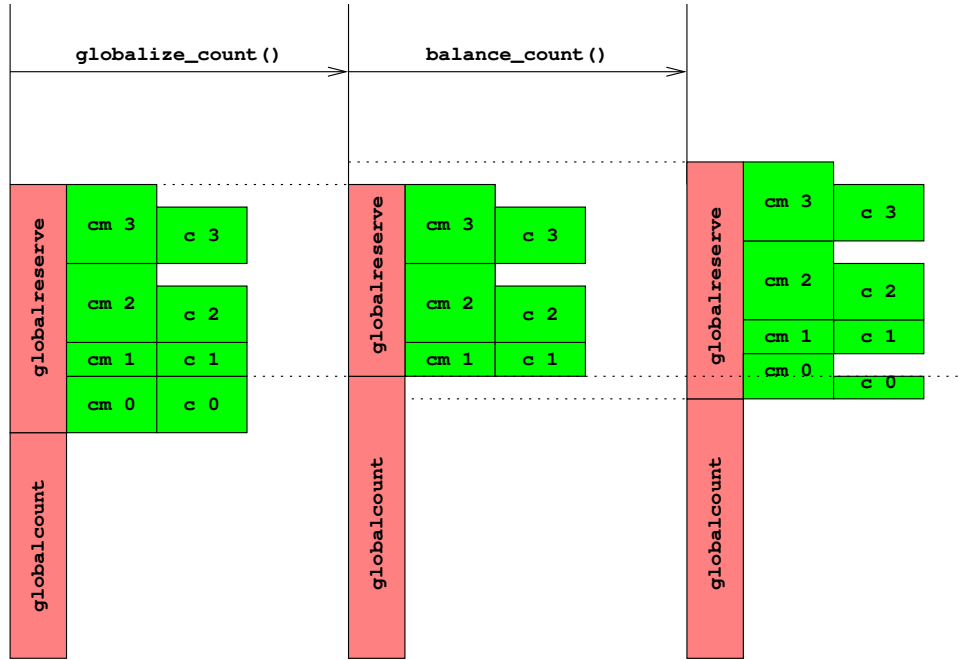 globalize_count()
balance_count()
globalreserve
cm 3
c 3
cm 2
c 2
cm 1
c 1
cm 0
c 0
globalcount
globalreserve
cm 3
c 3
cm 2
c 2
cm 1
c 1
globalcount
globalreserve
cm 3
c 3
cm 2
c 2
cm 1
c 1
cm 0
c 0
globalcount